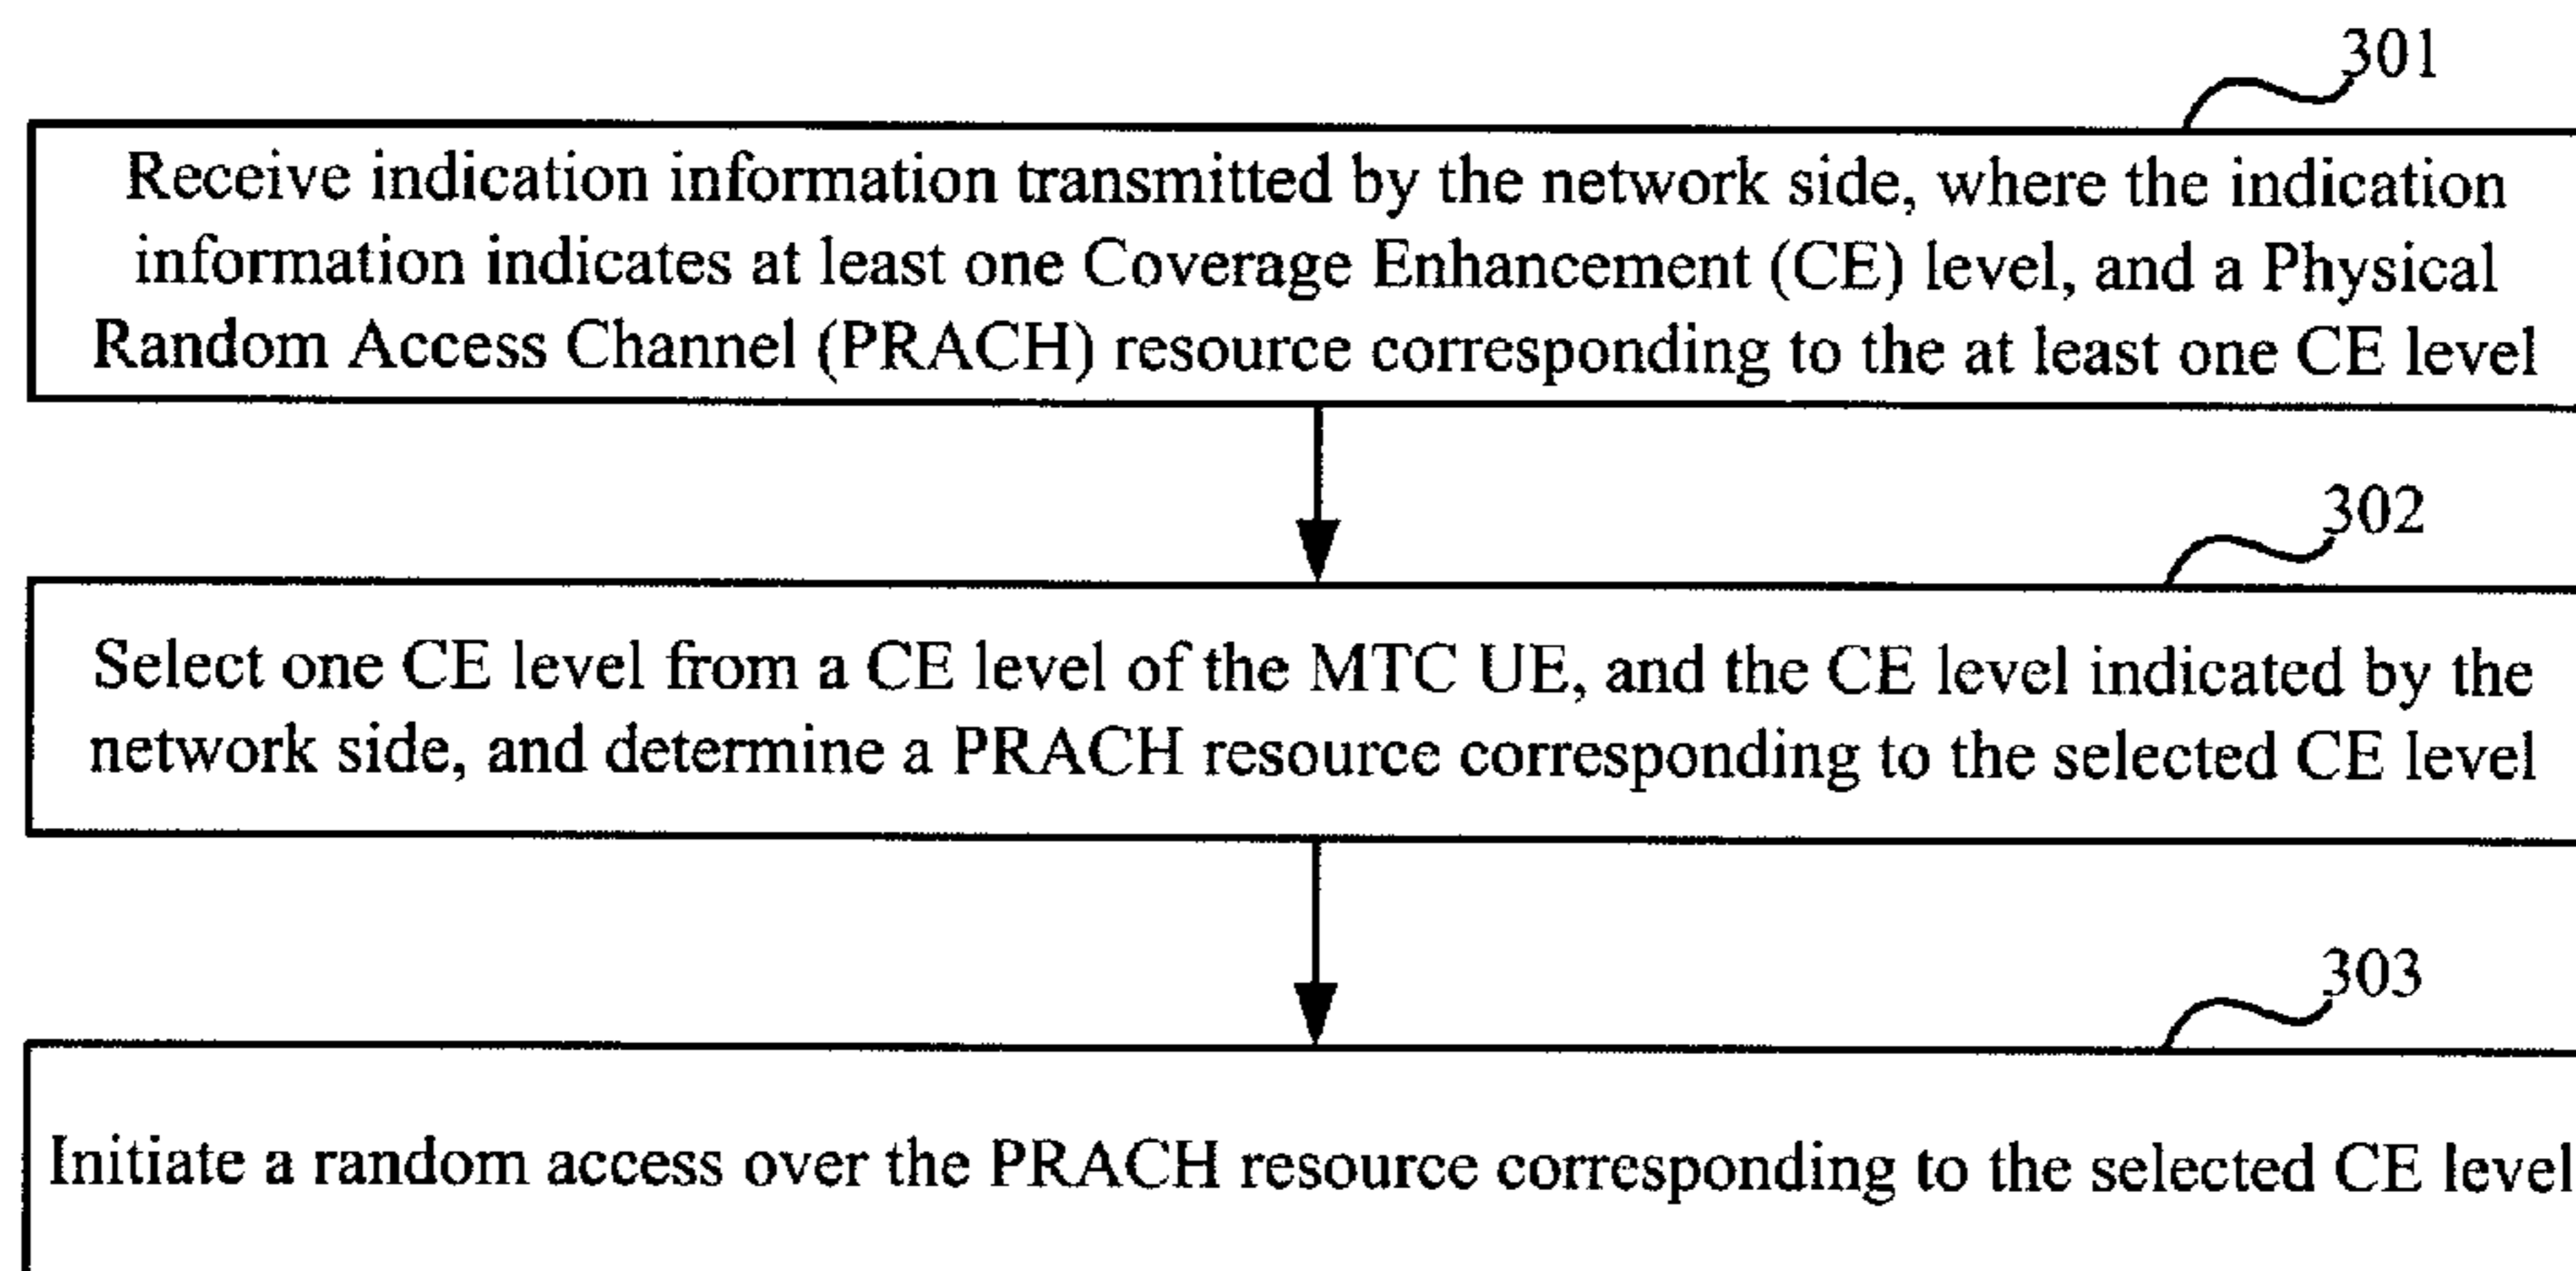 301
Receive indication information transmitted by the network side, where the indication
information indicates at least one Coverage Enhancement (CE) level, and a Physical
Random Access Channel (PRACH) resource corresponding to the at least one CE level
302
Select one CE level from a CE level of the MTC UE, and the CE level indicated by the
network side, and determine a PRACH resource corresponding to the selected CE level
303
Initiate a random access over the PRACH resource corresponding to the selected CE level